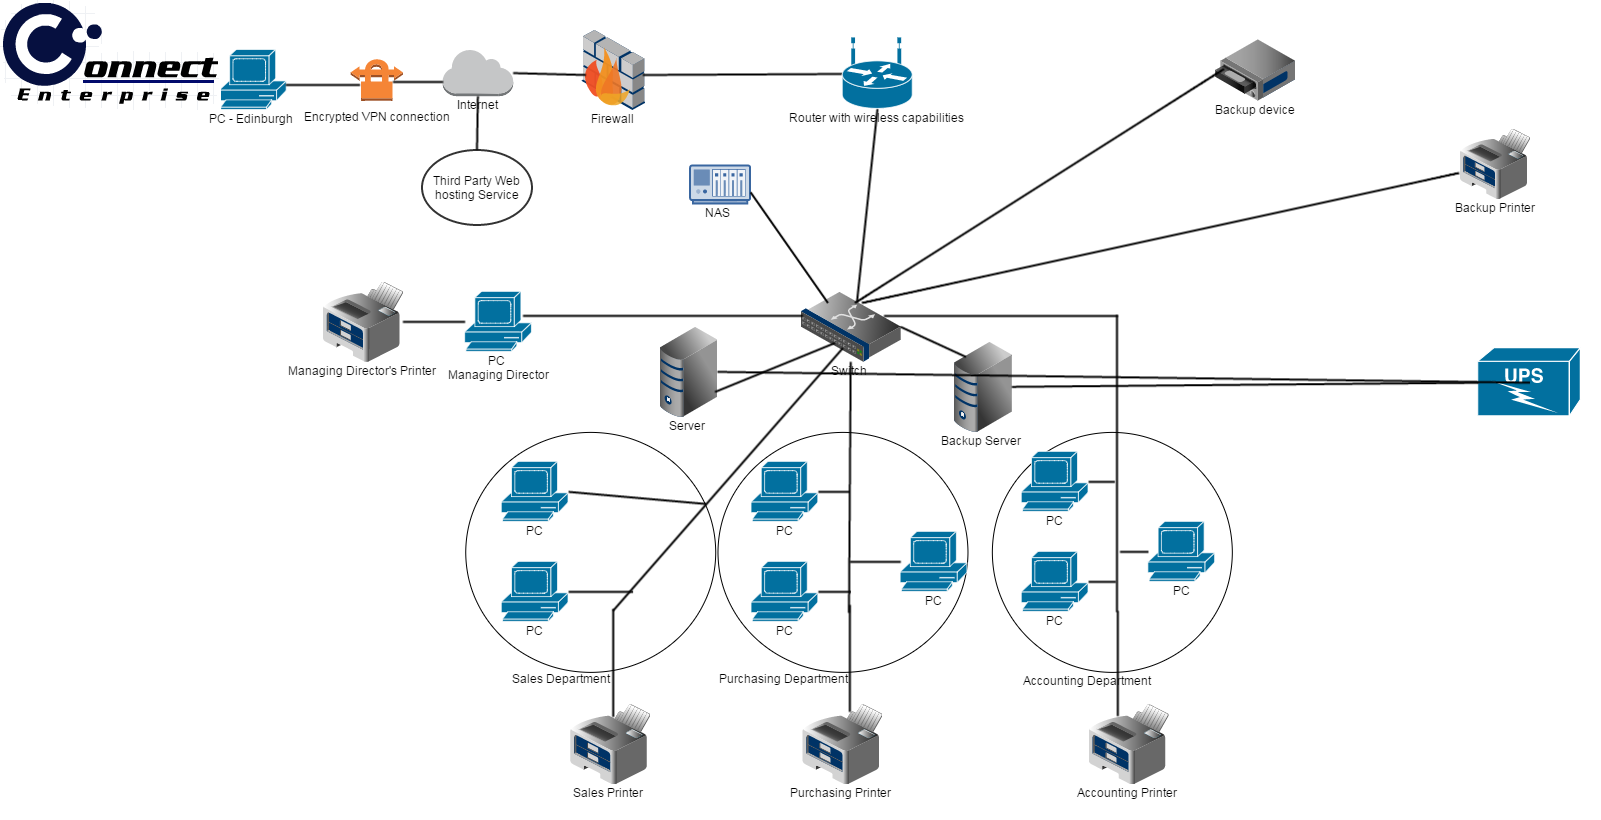 Connect
Enterprise
PC - Edinburgh
Encrypted VPN connection
Internet
Firewall
Router with wireless capabilities
Backup device
Third Party Web
hosting Service
NAS
Backup Printer
Managing Director's Printer
PC
Managing Director
Switch
Server
Backup Server
UPS
PC
PC
PC
PC
PC
PC
PC
PC
Sales Department
Purchasing Department
Accounting Department
Sales Printer
Purchasing Printer
Accounting Printer